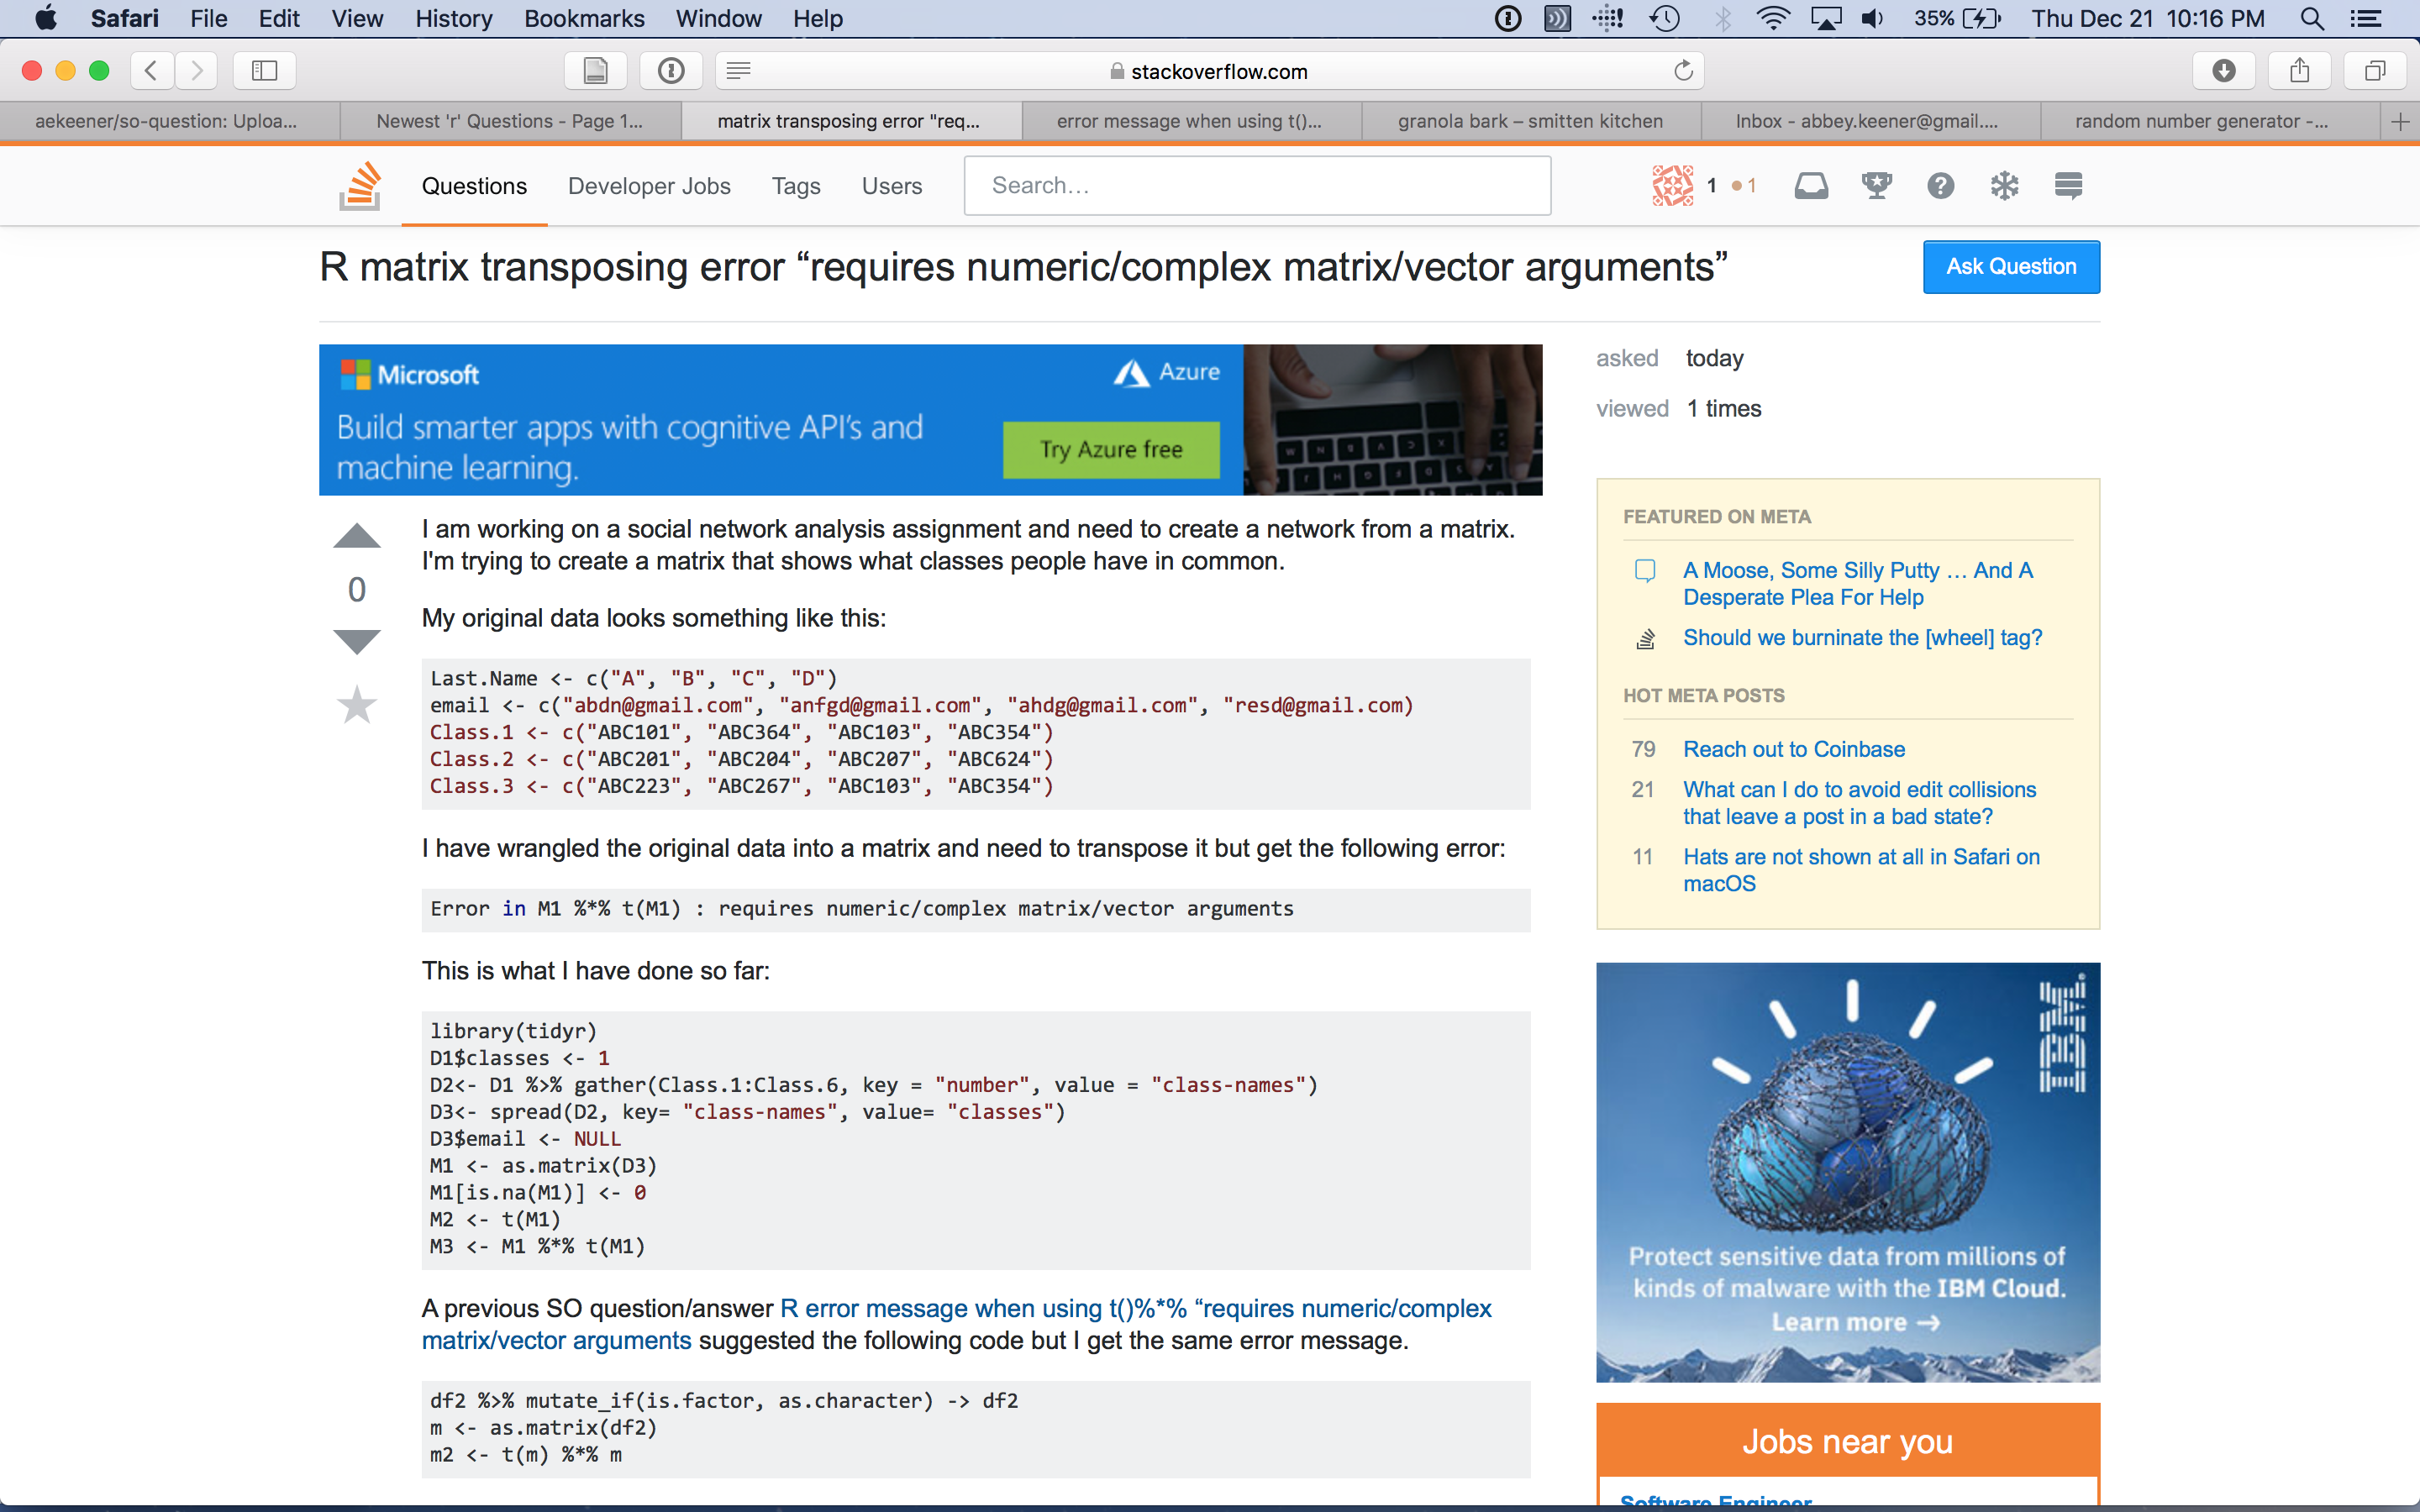 Safari File Edit View History Bookmarks Window Help 35% Thu Dec 21 10:16 PM
stackoverflow.com
aekeener/so-question: Uploa... Newest 'r' Questions - Page 1... matrix transposing error "req... error message when using t()... granola bark – smitten kitchen Inbox - abbey.keener@gmail.... random number generator -...
Questions Developer Jobs Tags Users Search... 1 1
R matrix transposing error “requires numeric/complex matrix/vector arguments”
Ask Question
Microsoft
Azure
Build smarter apps with cognitive API's and
machine learning.
Try Azure free
asked today
viewed 1 times
0
I am working on a social network analysis assignment and need to create a network from a matrix.
I'm trying to create a matrix that shows what classes people have in common.
My original data looks something like this:
Last.Name <- c("A", "B", "C", "D")
email <- c("abdn@gmail.com", "anfgd@gmail.com", "ahdg@gmail.com", "resd@gmail.com)
Class.1 <- c("ABC101", "ABC364", "ABC103", "ABC354")
Class.2 <- c("ABC201", "ABC204", "ABC207", "ABC624")
Class.3 <- c("ABC223", "ABC267", "ABC103", "ABC354")
I have wrangled the original data into a matrix and need to transpose it but get the following error:
Error in M1 %*% t(M1) : requires numeric/complex matrix/vector arguments
This is what I have done so far:
library(tidyr)
D1$classes <- 1
D2<- D1 %>% gather(Class.1:Class.6, key = "number", value = "class-names")
D3<- spread(D2, key= "class-names", value= "classes")
D3$email <- NULL
M1 <- as.matrix(D3)
M1[is.na(M1)] <- 0
M2 <- t(M1)
M3 <- M1 %*% t(M1)
A previous SO question/answer R error message when using t()%*% “requires numeric/complex
matrix/vector arguments suggested the following code but I get the same error message.
df2 %>% mutate_if(is.factor, as.character) -> df2
m <- as.matrix(df2)
m2 <- t(m) %*% m
FEATURED ON META
A Moose, Some Silly Putty … And A
Desperate Plea For Help
Should we burninate the [wheel] tag?
HOT META POSTS
79 Reach out to Coinbase
21 What can I do to avoid edit collisions
that leave a post in a bad state?
11 Hats are not shown at all in Safari on
macOS
IBM
Protect sensitive data from millions of
kinds of malware with the IBM Cloud.
Learn more →
Jobs near you
Software Engineer